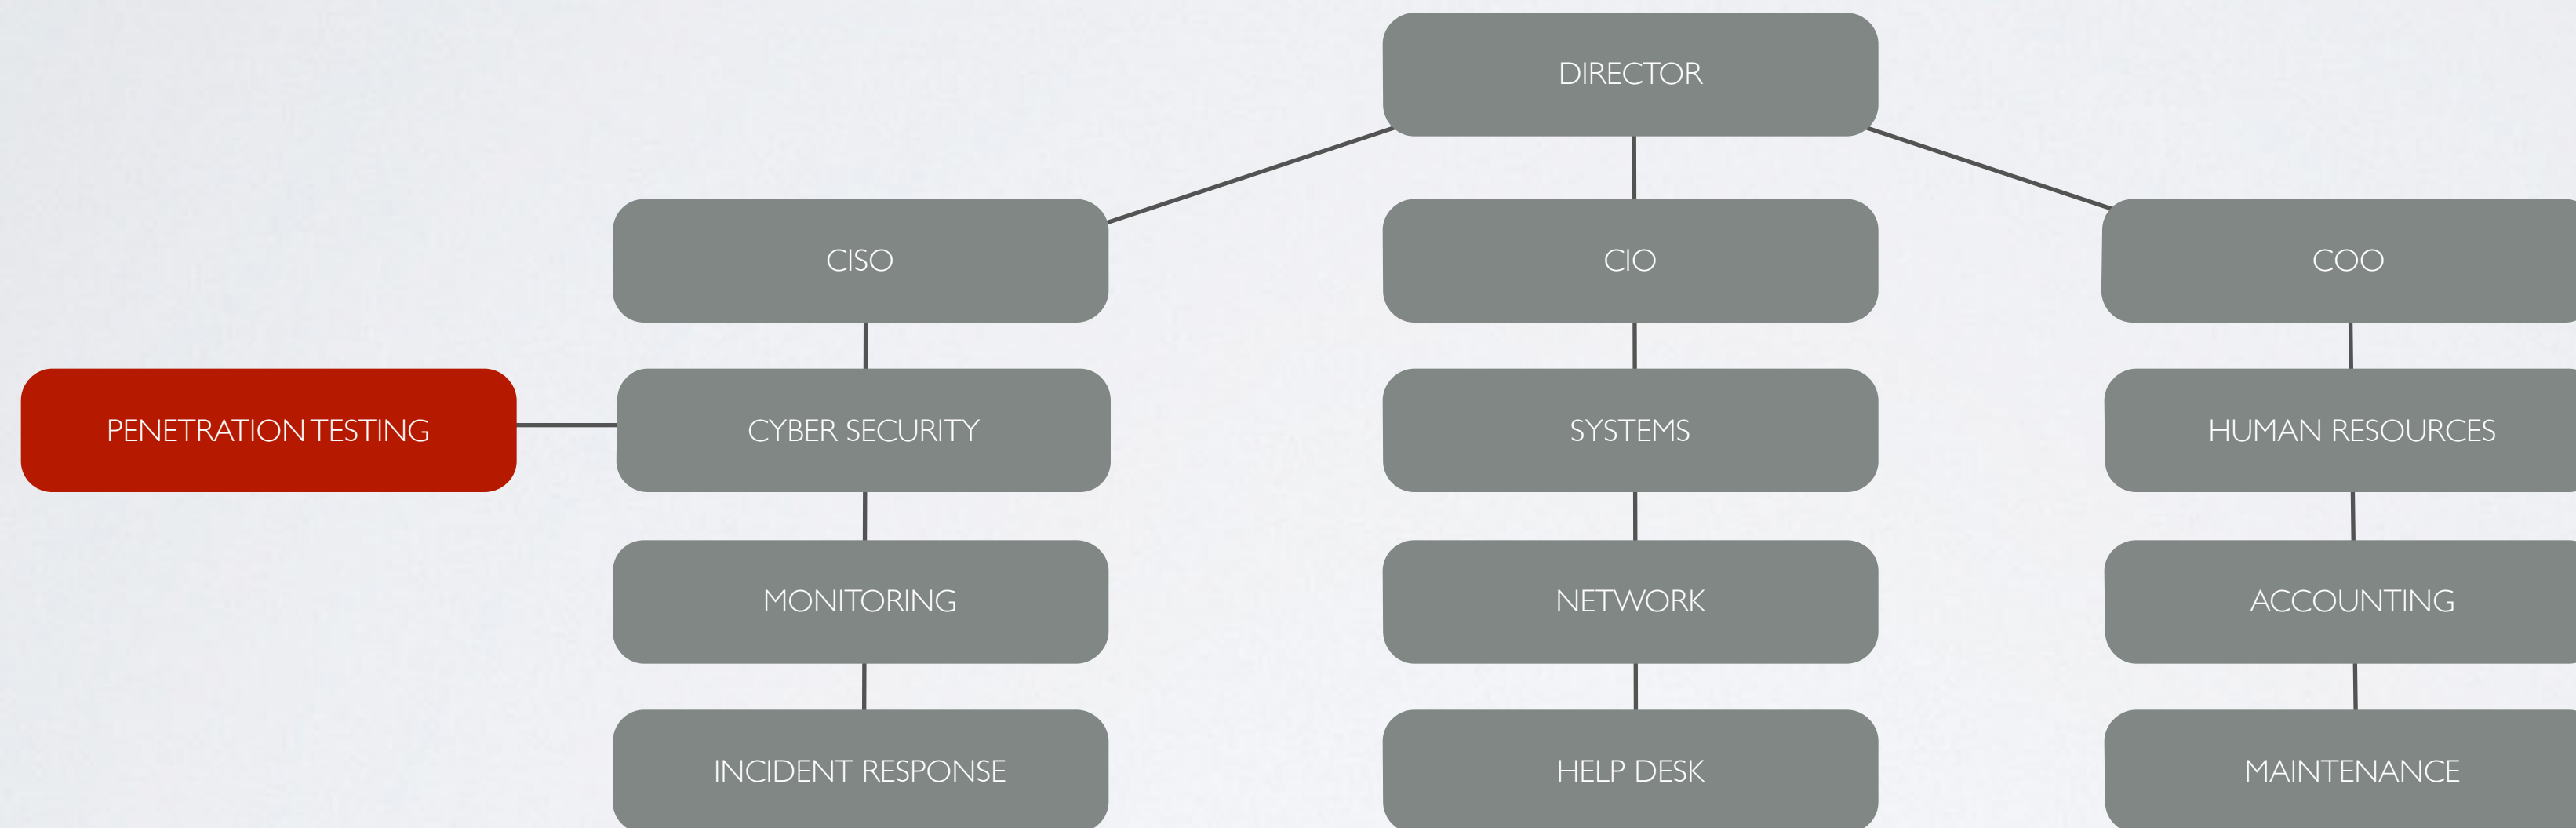 DIRECTOR
CISO
CIO
COO
PENETRATION TESTING
CYBER SECURITY
SYSTEMS
HUMAN RESOURCES
MONITORING
NETWORK
ACCOUNTING
INCIDENT RESPONSE
HELP DESK
MAINTENANCE